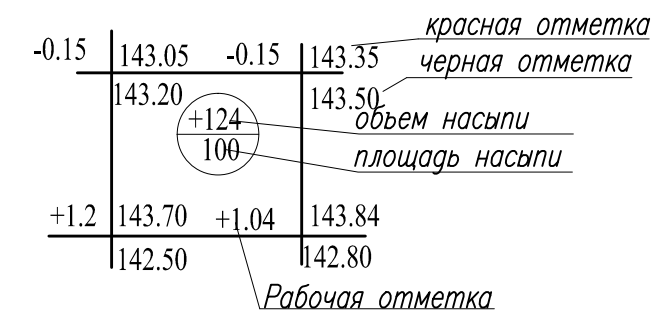 красная отметка
-0.15 143.05 -0.15 143.35
черная отметка
143.20 143.50
+124 объем насыпи
100 площадь насыпи
+1.2 143.70 +1.04 143.84
142.50 142.80
Рабочая отметка